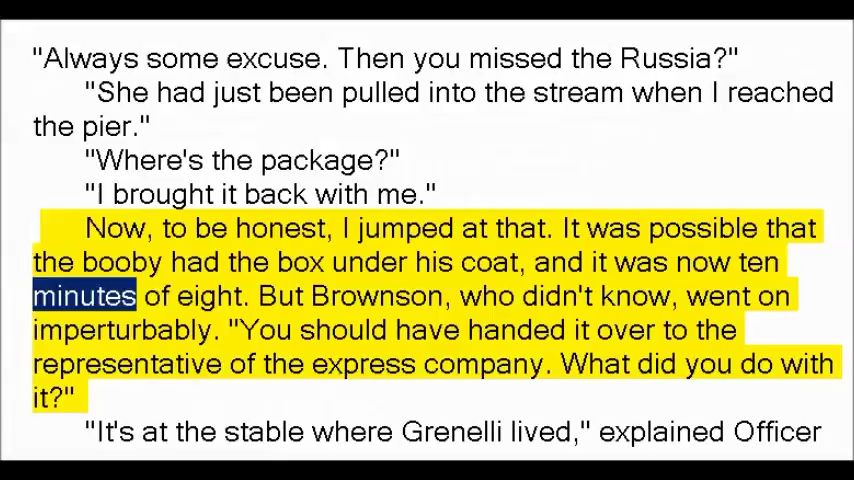 "Always some excuse. Then you missed the Russia?"
"She had just been pulled into the stream when I reached
the pier."
"Where's the package?"
"I brought it back with me."
Now, to be honest, I jumped at that. It was possible that
the booby had the box under his coat, and it was now ten
minutes of eight. But Brownson, who didn't know, went on
imperturbably. "You should have handed it over to the
representative of the express company. What did you do with
it?"
"It's at the stable where Grenelli lived," explained Officer